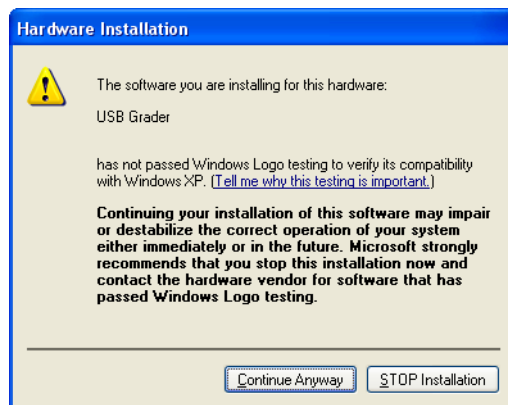 Hardware Installation
The software you are installing for this hardware:
USB Grader
has not passed Windows Logo testing to verify its compatibility
with Windows XP. (Tell me why this testing is important.)
Continuing your installation of this software may impair
or destabilize the correct operation of your system
either immediately or in the future. Microsoft strongly
recommends that you stop this installation now and
contact the hardware vendor for software that has
passed Windows Logo testing.
Continue Anyway
STOP Installation